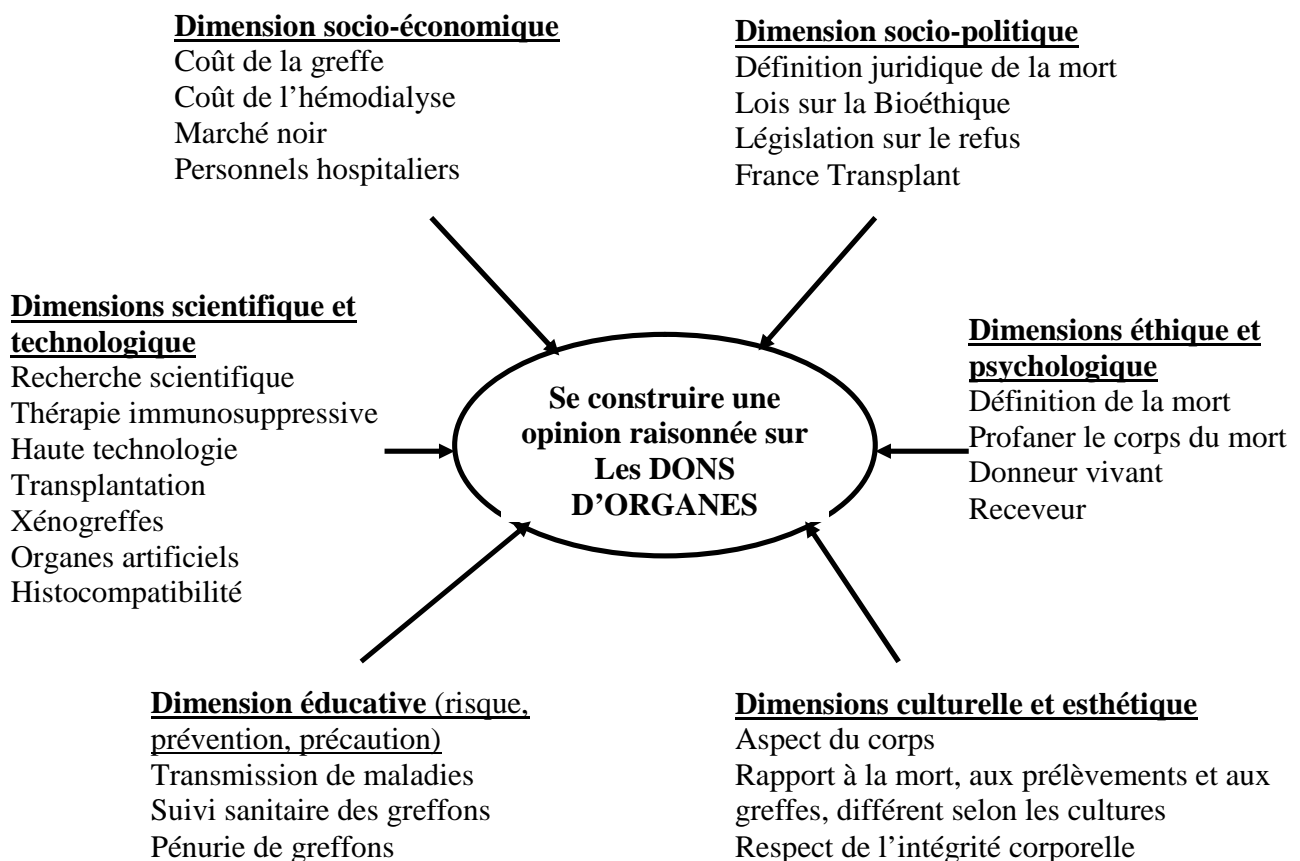 Dimension socio-économique
Coût de la greffe
Coût de l’hémodialyse
Marché noir
Personnels hospitaliers
Dimension socio-politique
Définition juridique de la mort
Lois sur la Bioéthique
Législation sur le refus
France Transplant
Dimensions scientifique et
technologique
Recherche scientifique
Thérapie immunosuppressive
Haute technologie
Transplantation
Xénogreffes
Organes artificiels
Histocompatibilité
Se construire une
opinion raisonnée sur
Les DONS
D’ORGANES
Dimensions éthique et
psychologique
Définition de la mort
Profaner le corps du mort
Donneur vivant
Receveur
Dimension éducative (risque,
prévention, précaution)
Transmission de maladies
Suivi sanitaire des greffons
Pénurie de greffons
Dimensions culturelle et esthétique
Aspect du corps
Rapport à la mort, aux prélèvements et aux
greffes, différent selon les cultures
Respect de l’intégrité corporelle